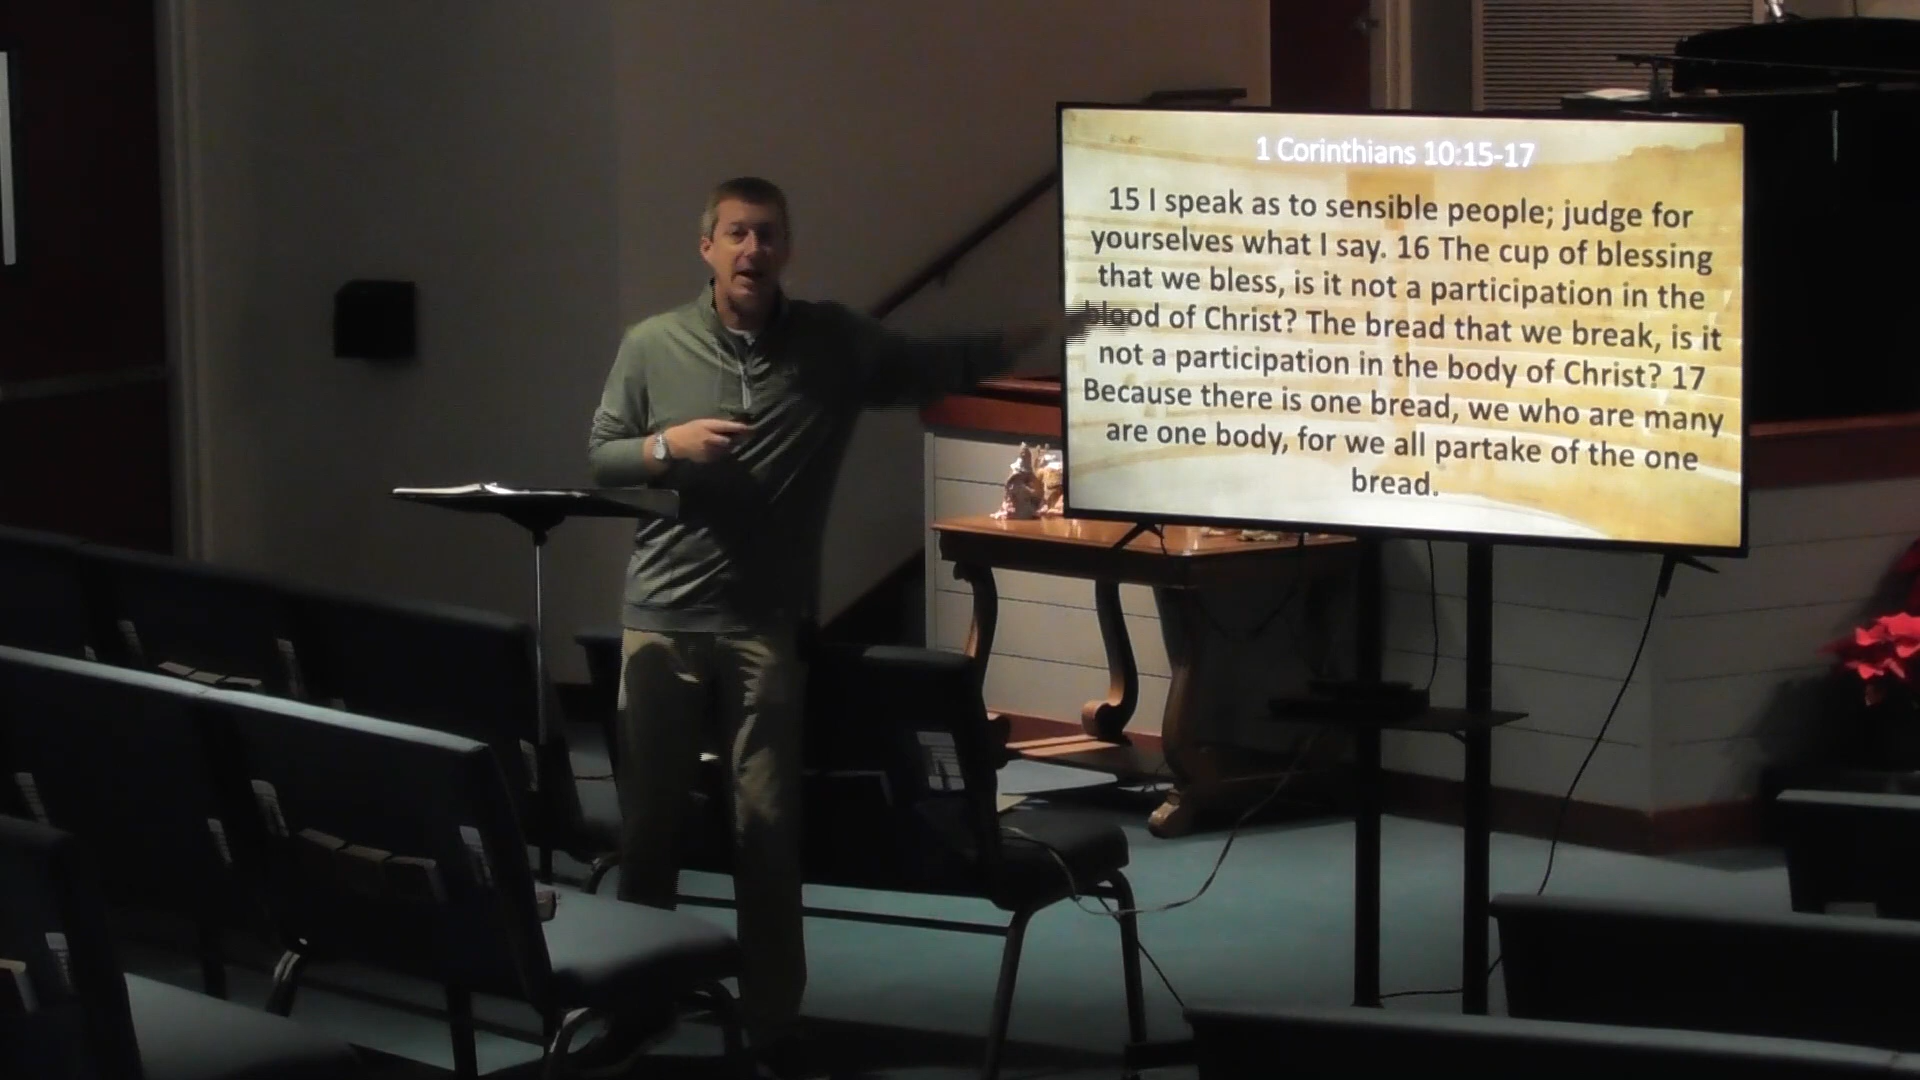 1 Corinthians 10:15-17
15 I speak as to sensible people; judge for
yourselves what I say. 16 The cup of blessing
that we bless, is it not a participation in the
blood of Christ? The bread that we break, is it
not a participation in the body of Christ? 17
Because there is one bread, we who are many
are one body, for we all partake of the one
bread.